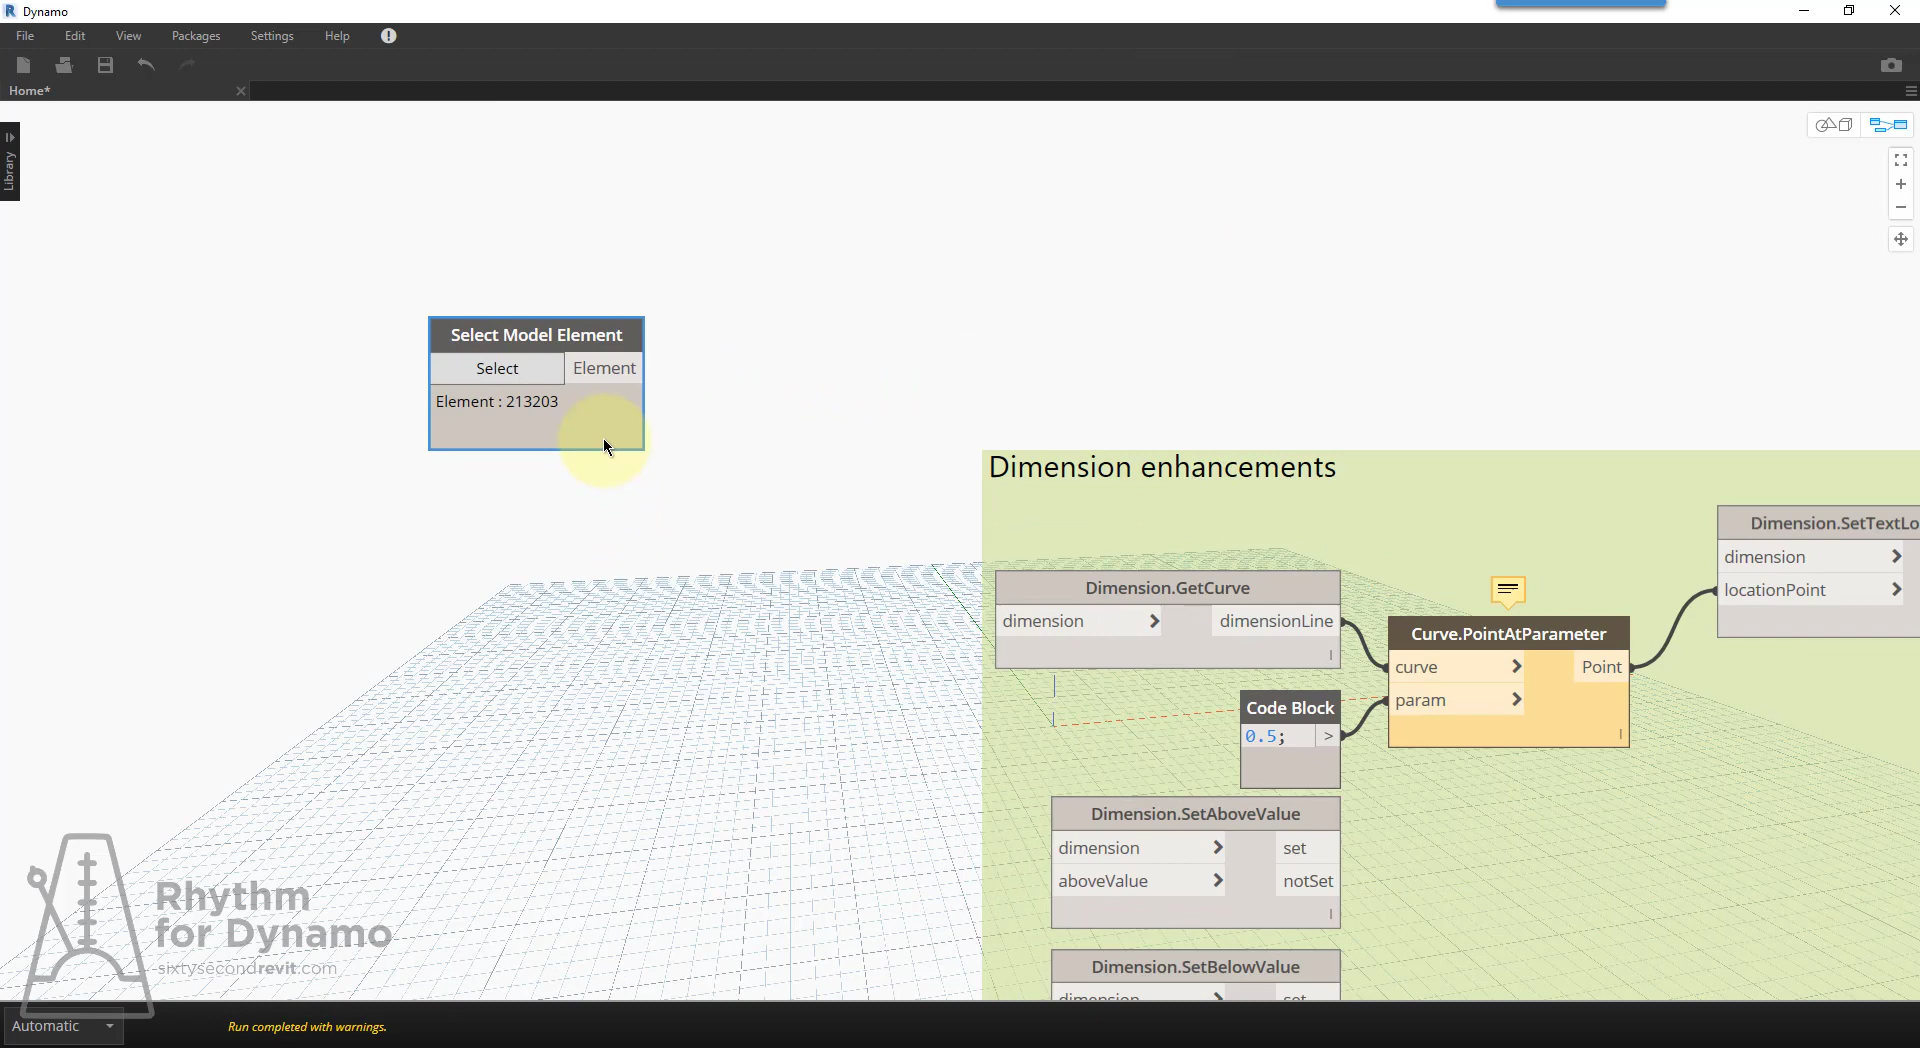 Dynamo
File Edit View Packages Settings Help
Home*
Library
Select Model Element
Select Element
Element : 213203
Dimension enhancements
Dimension.SetTextLo
dimension
locationPoint
Dimension.GetCurve
dimension dimensionLine
Curve.PointAtParameter
curve Point
param
Code Block
0.5; >
Dimension.SetAboveValue
dimension set
aboveValue notSet
Dimension.SetBelowValue
dimension set
Rhythm
for Dynamo
sixtysecondrevit.com
Automatic
Run completed with warnings.